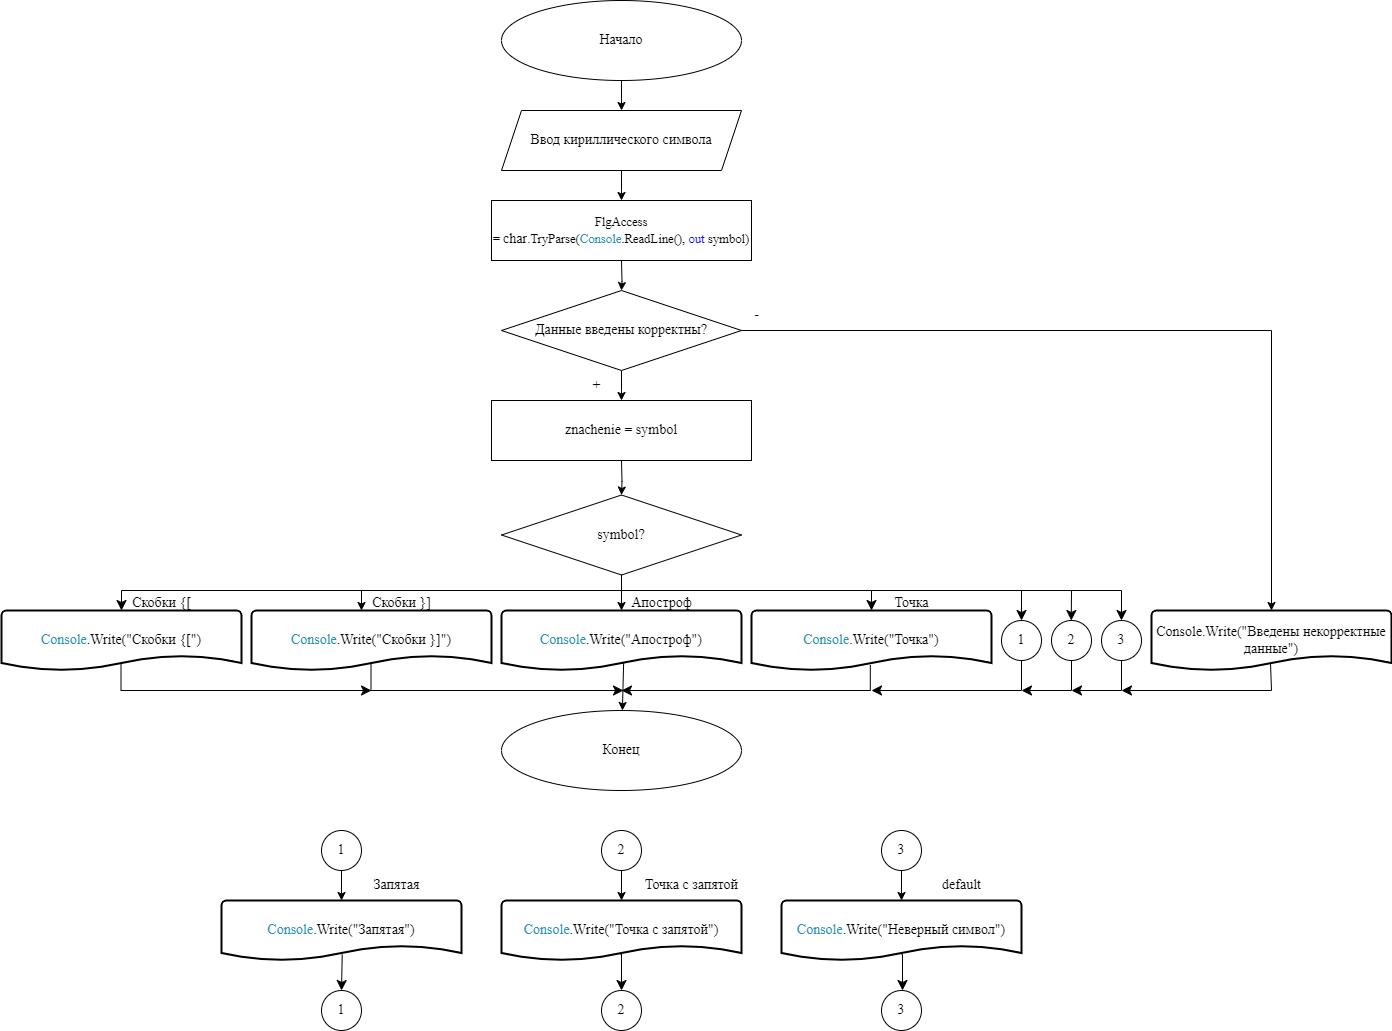 Начало
Ввод кириллического символа
FlgAccess
= char.TryParse(Console.ReadLine(), out symbol)
Данные введены корректны?
-
+
znachenie = symbol
symbol?
Скобки {[
Скобки }]
Апостроф
Точка
Console.Write("Скобки {[")
Console.Write("Скобки }]")
Console.Write("Апостроф")
Console.Write("Точка")
1
2
3
Console.Write("Введены некорректные
данные")
Конец
1
2
3
Запятая
Точка с запятой
default
Console.Write("Запятая")
Console.Write("Точка с запятой")
Console.Write("Неверный символ")
1
2
3